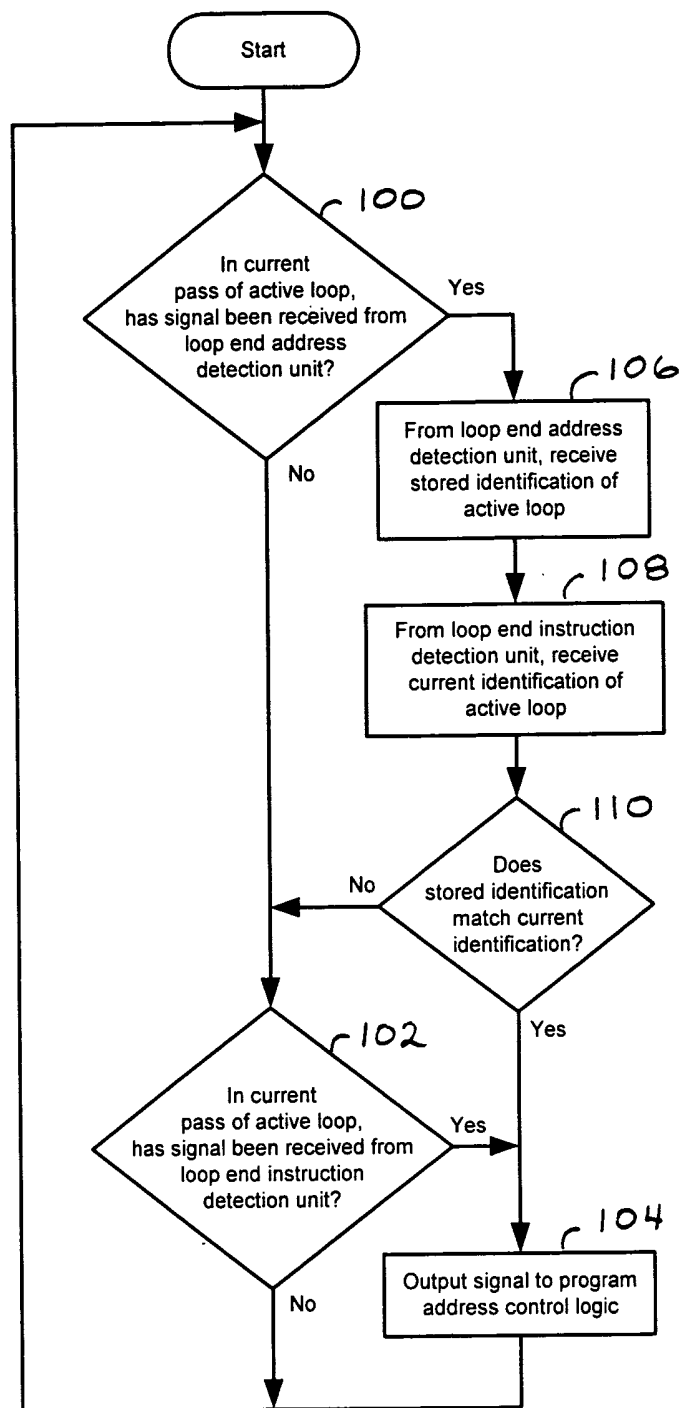 Start
100
In current
pass of active loop,
has signal been received from
loop end address
detection unit?
Yes
No
106
From loop end address
detection unit, receive
stored identification of
active loop
108
From loop end instruction
detection unit, receive
current identification of
active loop
110
Does
stored identification
match current
identification?
No
Yes
102
In current
pass of active loop,
has signal been received from
loop end instruction
detection unit?
Yes
No
104
Output signal to program
address control logic